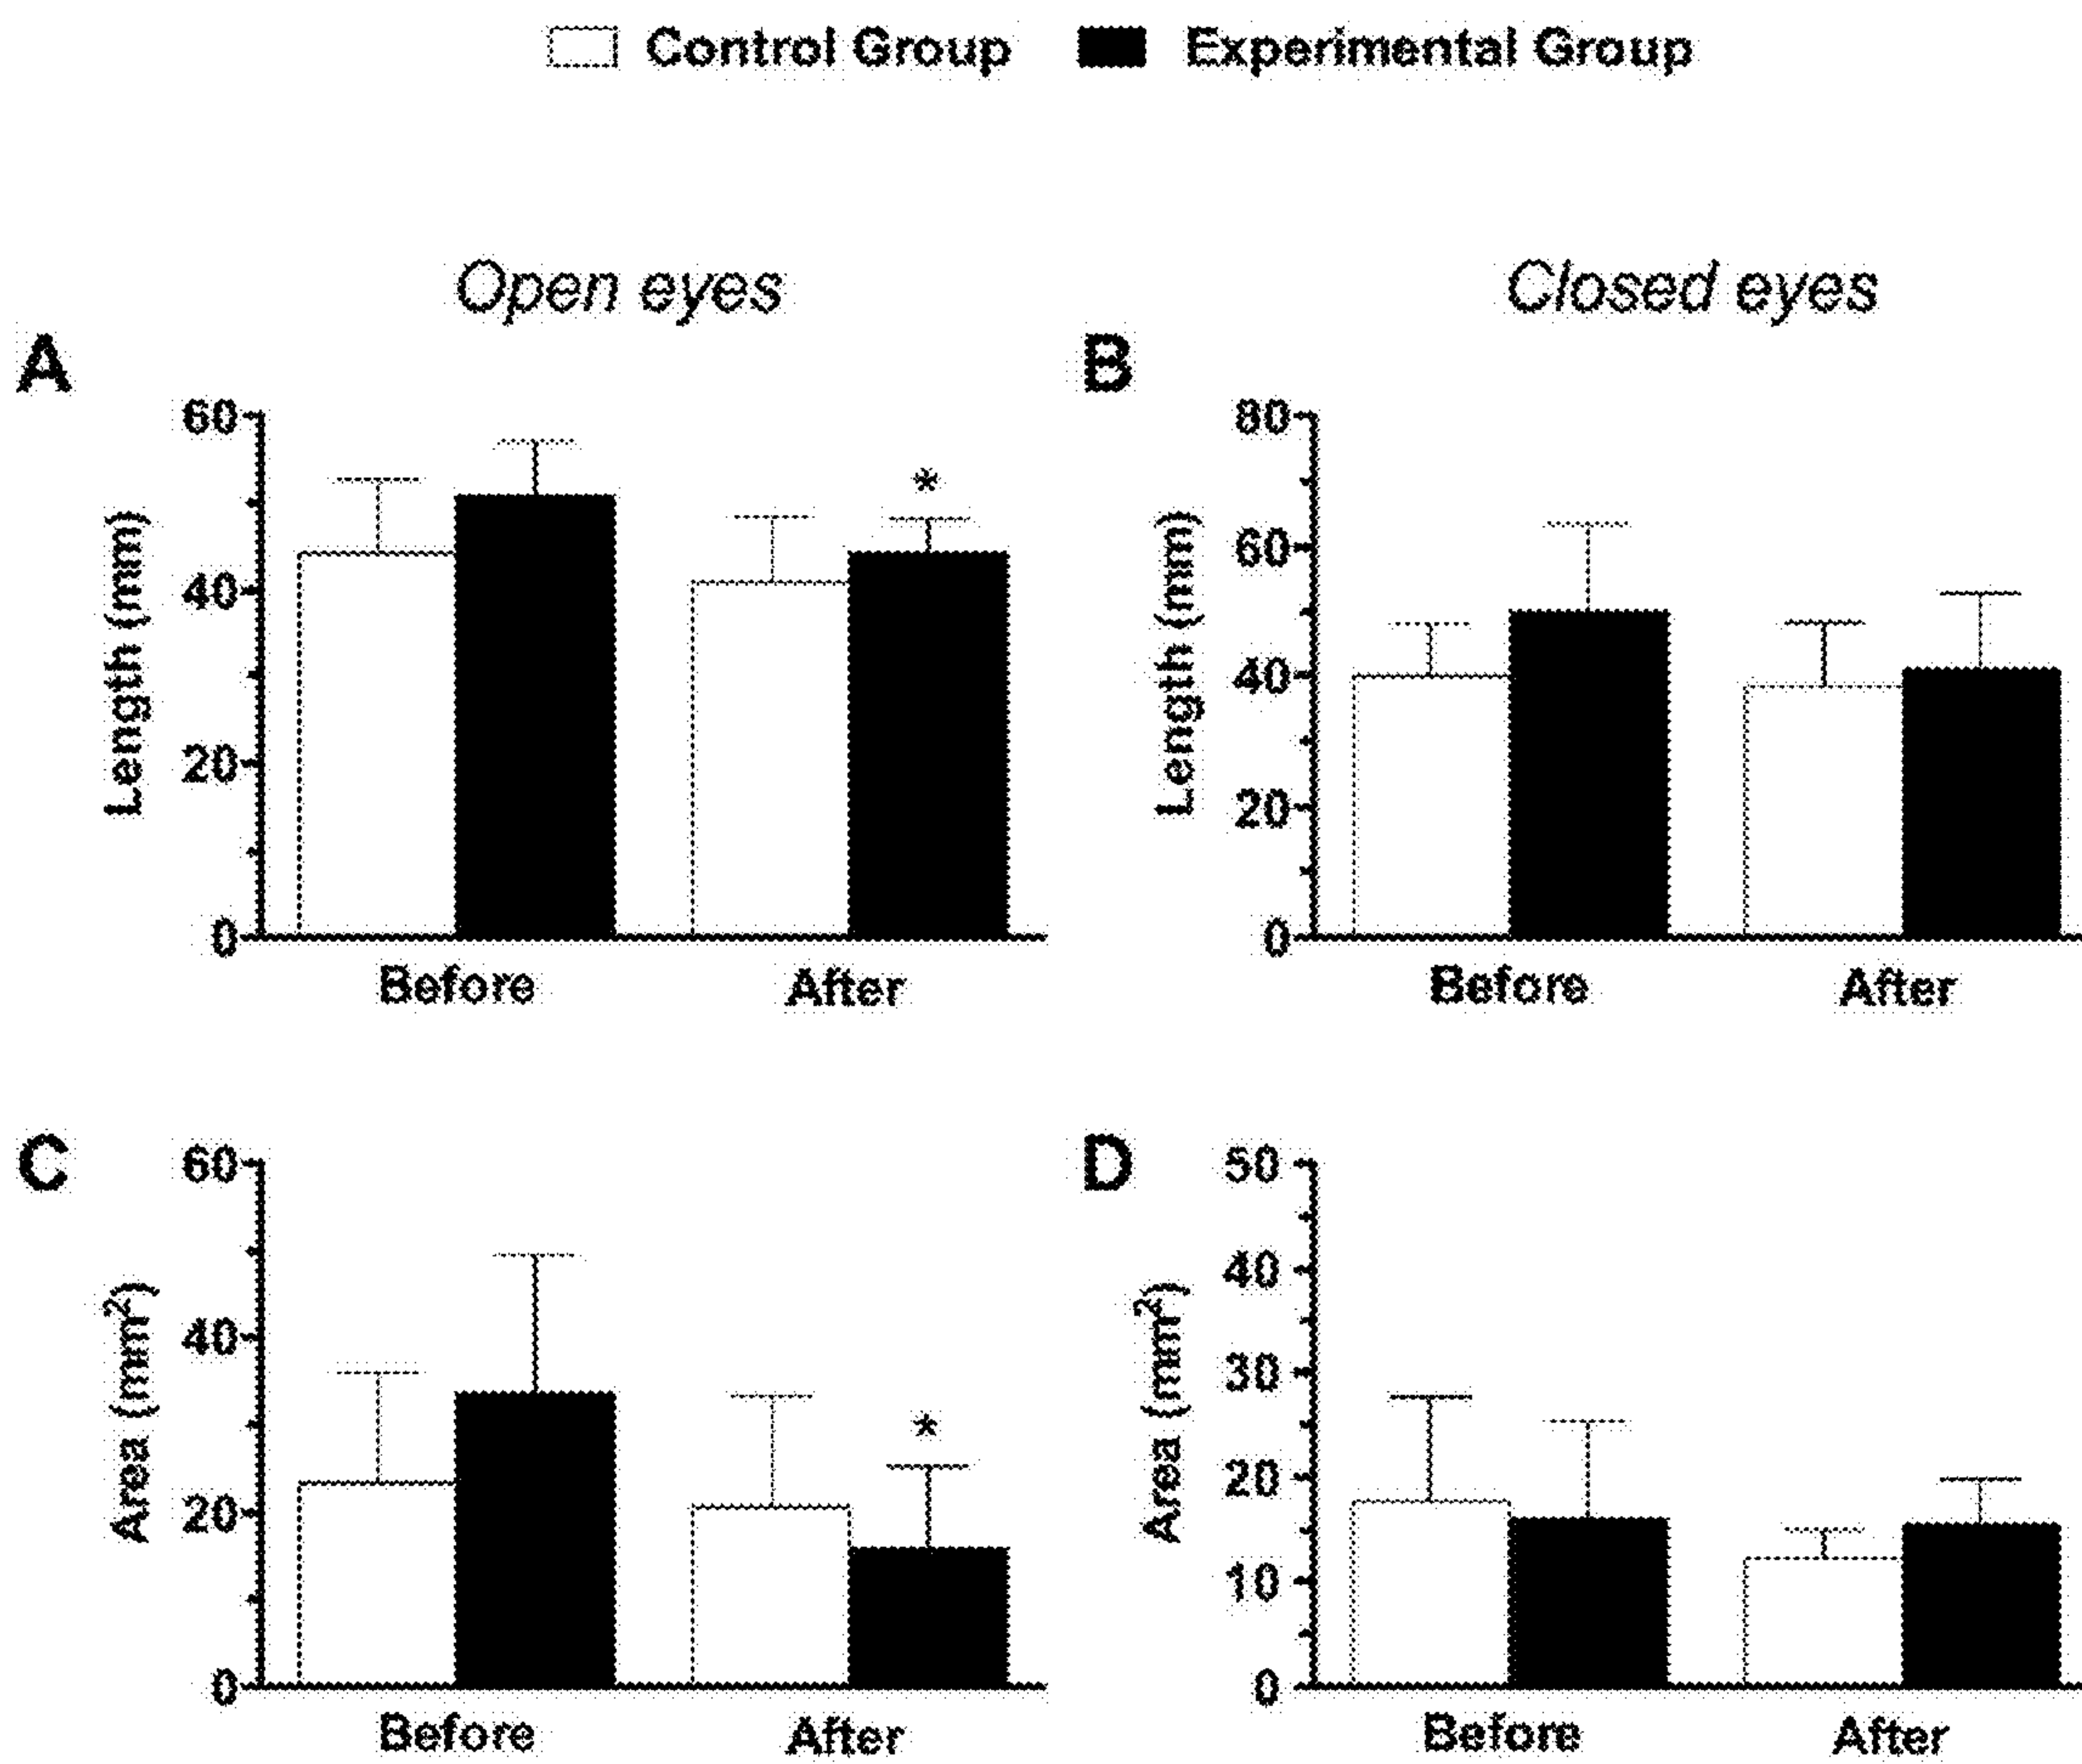 Control Group Experimental Group
Open eyes
Closed eyes
A
60
40
20
0
Length (mm)
*
Before After
B
80
60
40
20
0
Length (mm)
Before After
C
60
40
20
0
Area (mm²)
*
Before After
D
50
40
30
20
10
0
Area (mm²)
Before After